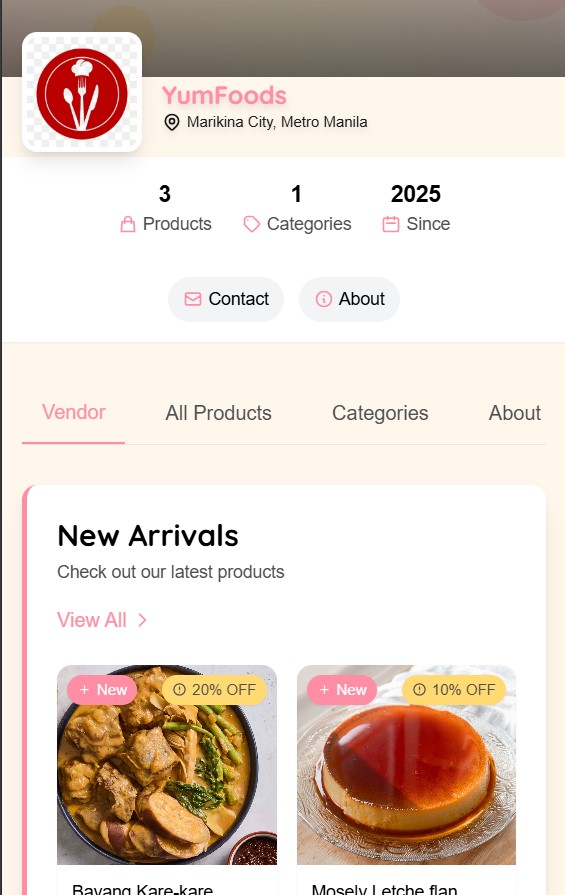 YumFoods
Marikina City, Metro Manila
3
Products
1
Categories
2025
Since
Contact
About
Vendor
All Products
Categories
About
New Arrivals
Check out our latest products
View All
+ New
20% OFF
+ New
10% OFF
Bayang Kare-kare
Mosely Letche flan